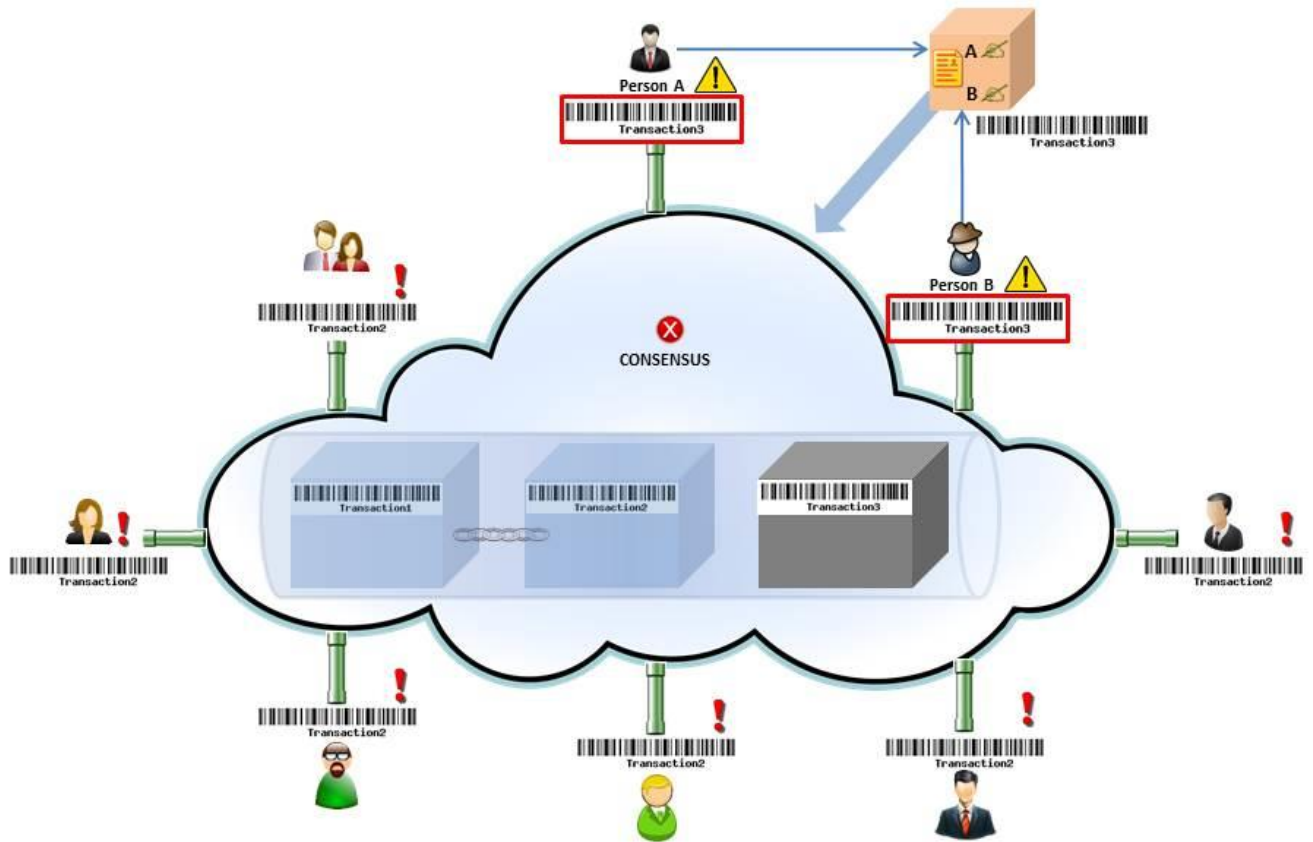 A
B
Person A
Transaction3
Transaction3
Person B
Transaction3
Transaction2
X
CONSENSUS
Transaction1
Transaction2
Transaction3
Transaction2
Transaction2
Transaction2
Transaction2
Transaction2